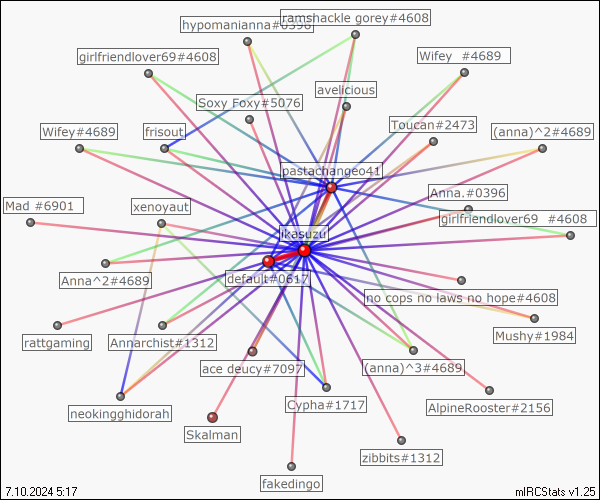 ramshackle gorey#4608
hypomanianna#0396
girlfriendlover69#4608
Wifey  #4689
avelicious
Soxy Foxy#5076
Toucan#2473
Wifey#4689
frisout
(anna)^2#4689
pastachangeo41
Anna.#0396
Mad #6901
xenoyaut
girlfriendlover69  #4608
ikasuzu
Anna^2#4689
default#0617
no cops no laws no hope#4608
rattgaming
Annarchist#1312
Mushy#1984
ace deucy#7097
(anna)^3#4689
neokingghidorah
Cypha#1717
AlpineRooster#2156
Skalman
zibbits#1312
fakedingo
7.10.2024 5:17
mIRCStats v1.25